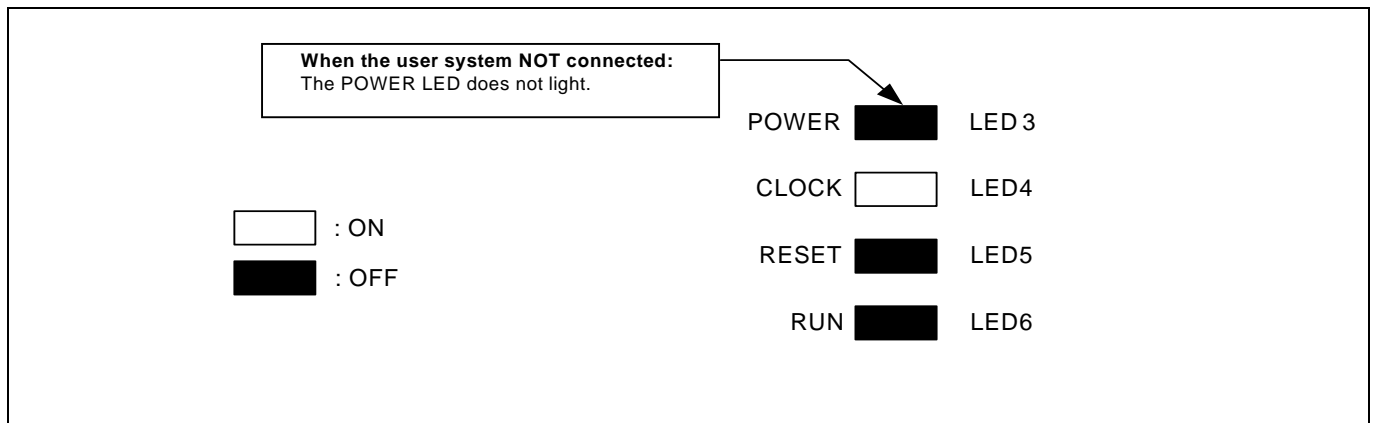 When the user system NOT connected:
The POWER LED does not light.
POWER LED 3
CLOCK LED4
: ON
RESET LED5
: OFF
RUN LED6